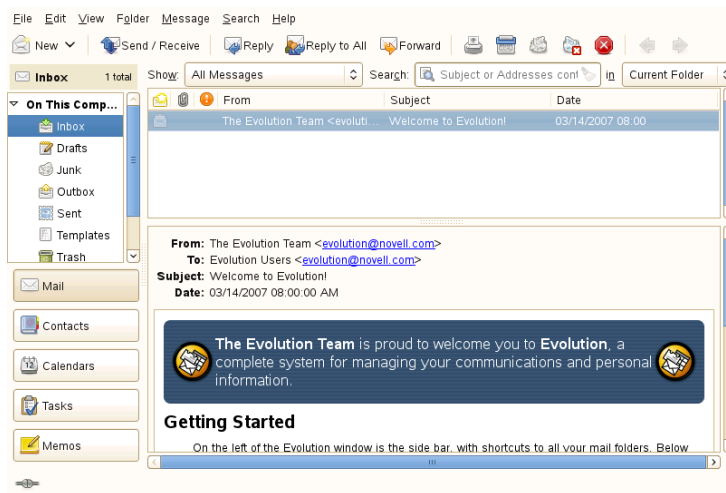 File Edit View Folder Message Search Help
New Send / Receive Reply Reply to All Forward
Inbox 1 total Show: All Messages Search: Subject or Addresses cont in Current Folder
On This Comp...
Inbox
Drafts
Junk
Outbox
Sent
Templates
Trash
From Subject Date
The Evolution Team <evoluti... Welcome to Evolution! 03/14/2007 08:00
Mail
Contacts
12 Calendars
Tasks
Memos
From: The Evolution Team <evolution@novell.com>
To: Evolution Users <evolution@novell.com>
Subject: Welcome to Evolution!
Date: 03/14/2007 08:00:00 AM
The Evolution Team is proud to welcome you to Evolution, a
complete system for managing your communications and personal
information.
Getting Started
On the left of the Evolution window is the side bar, with shortcuts to all your mail folders. Below